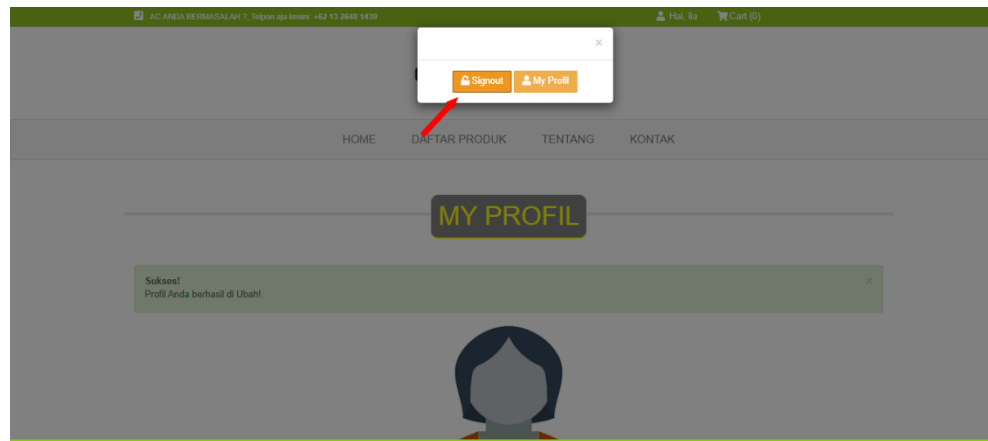 AC ANDA BERMASALAH ?, Telpon aja kesini: +62 13 2648 1439
Hai, lia
Cart (0)
×
Signout
My Profil
HOME DAFTAR PRODUK TENTANG KONTAK
MY PROFIL
Sukses! ×
Profil Anda berhasil di Ubah!.